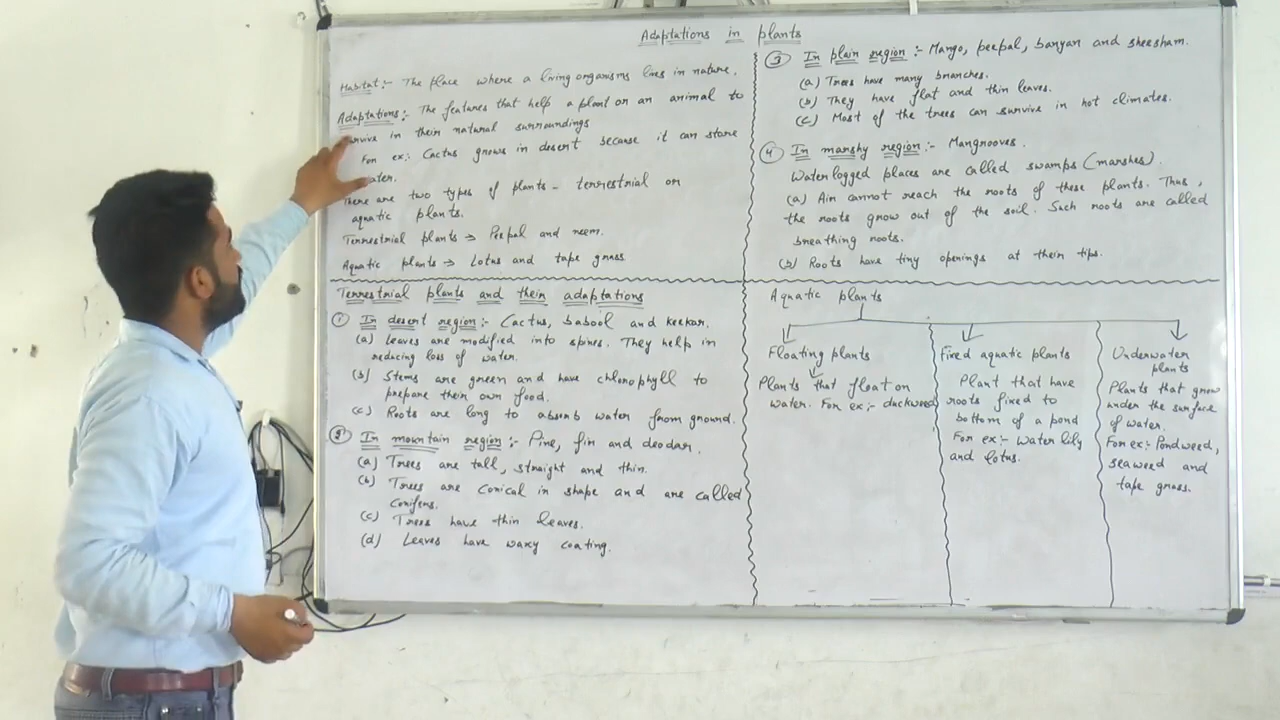 Adaptations in plants
Habitat :- The place where a living organisms lives in nature.
Adaptations :- The features that help a plant or an animal to
survive in their natural surroundings
For ex :- Cactus grows in desert because it can store
water.
There are two types of plants - terrestrial or
aquatic plants.
Terrestrial plants → Peepal and neem.
Aquatic plants → Lotus and tape grass.
Terrestrial plants and their adaptations
① In desert region :- Cactus, babool and keekar.
(a) Leaves are modified into spines. They help in
reducing loss of water.
(b) Stems are green and have chlorophyll to
prepare their own food.
(c) Roots are long to absorb water from ground.
② In mountain region :- Pine, fir and deodar.
(a) Trees are tall, straight and thin.
(b) Trees are conical in shape and are called
conifers.
(c) Trees have thin leaves.
(d) Leaves have waxy coating.
③ In plain region :- Mango, peepal, banyan and sheesham.
(a) Trees have many branches.
(b) They have flat and thin leaves.
(c) Most of the trees can survive in hot climates.
④ In marshy region :- Mangrooves.
Waterlogged places are called swamps (marshes).
(a) Air cannot reach the roots of these plants. Thus,
the roots grow out of the soil. Such roots are called
breathing roots.
(b) Roots have tiny openings at their tips.
Aquatic plants
Floating plants
Plants that float on
water. For ex :- duckweed
Fixed aquatic plants
Plant that have
roots fixed to
bottom of a pond
For ex :- Water lily
and lotus.
Underwater
plants
Plants that grow
under the surface
of water.
For ex :- Pondweed,
seaweed and
tape grass.